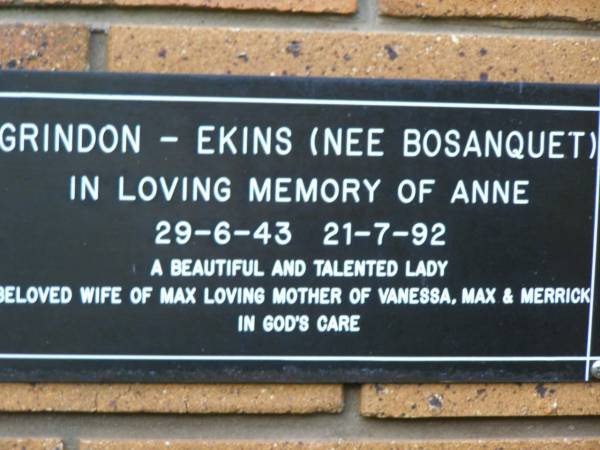 GRINDON - EKINS (NEE BOSANQUET)
IN LOVING MEMORY OF ANNE
29-6-43 21-7-92
A BEAUTIFUL AND TALENTED LADY
BELOVED WIFE OF MAX LOVING MOTHER OF VANESSA, MAX & MERRICK
IN GOD'S CARE